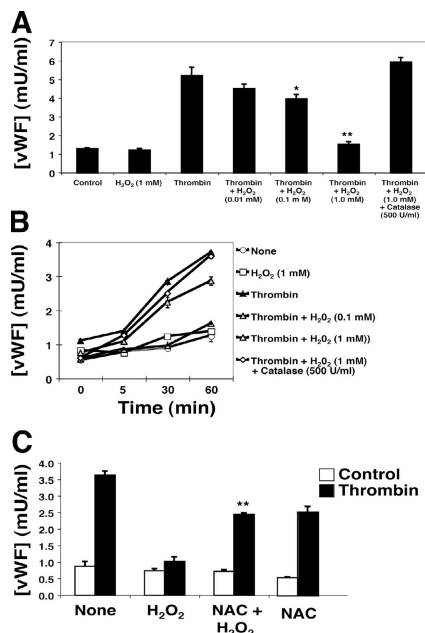 A
[vWF] (mU/ml)
7
6
5
4
3
2
1
0
Control
H₂O₂ (1 mM)
Thrombin
Thrombin
+ H₂O₂
(0.01 mM)
*
Thrombin
+ H₂O₂
(0.1 m M)
**
Thrombin
+ H₂O₂
(1.0 mM)
Thrombin
+ H₂O₂
(1.0 mM)
+ Catalase
(500 U/ml)
B
[vWF] (mU/ml)
4
3
2
1
0
0 5 30 60
Time (min)
None
H₂O₂ (1 mM)
Thrombin
Thrombin + H₂0₂ (0.1 mM)
Thrombin + H₂0₂ (1 mM))
Thrombin + H₂0₂ (1 mM)
+ Catalase (500 U/ml)
C
[vWF] (mU/ml)
4.0
3.5
3.0
2.5
2.0
1.5
1.0
0.5
0.0
Control
Thrombin
**
None
H₂O₂
NAC +
H₂O₂
NAC